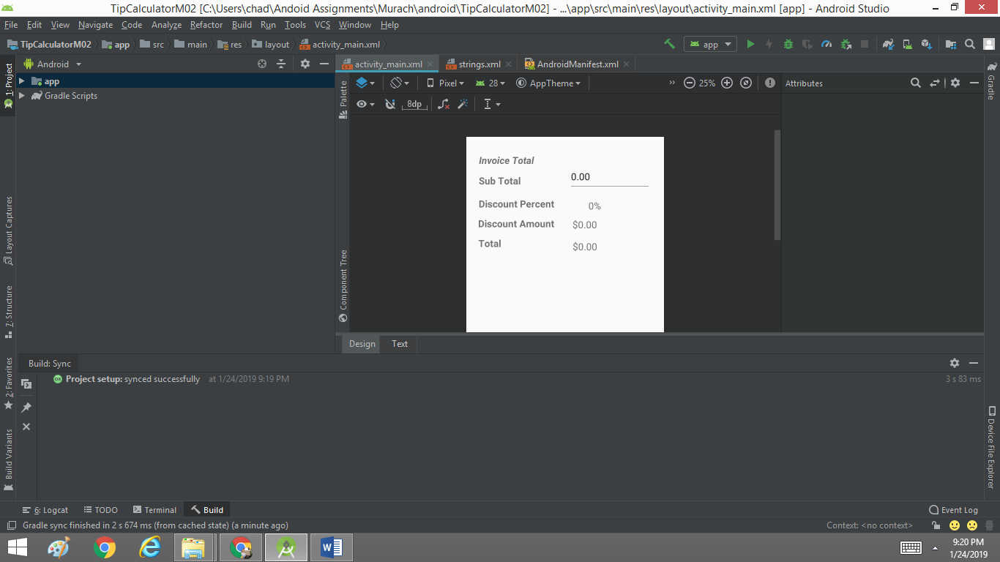 TipCalculatorM02 [C:\Users\chad\Andoid Assignments\Murach\android\TipCalculatorM02] - ...\app\src\main\res\layout\activity_main.xml [app] - Android Studio
File Edit View Navigate Code Analyze Refactor Build Run Tools VCS Window Help
TipCalculatorM02 app src main res layout activity_main.xml app
1: Project
Android
activity_main.xml strings.xml AndroidManifest.xml
Gradle
app
Gradle Scripts
Palette
Pixel 28 AppTheme » 25% Attributes
8dp
Invoice Total
Sub Total 0.00
Discount Percent 0%
Discount Amount $0.00
Total $0.00
Layout Captures
Component Tree
7: Structure
Design Text
Build: Sync
OK Project setup: synced successfully at 1/24/2019 9:19 PM 3 s 83 ms
2: Favorites
Build Variants
Device File Explorer
6: Logcat TODO Terminal Build Event Log
Gradle sync finished in 2 s 674 ms (from cached state) (a minute ago) Context: <no context>
9:20 PM
1/24/2019